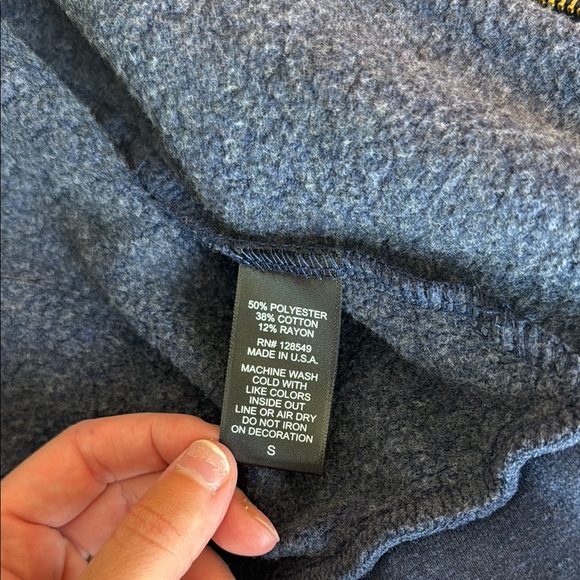 50% POLYESTER
38% COTTON
12% RAYON
RN# 128549
MADE IN U.S.A.
MACHINE WASH
COLD WITH
LIKE COLORS
INSIDE OUT
LINE OR AIR DRY
DO NOT IRON
ON DECORATION
S